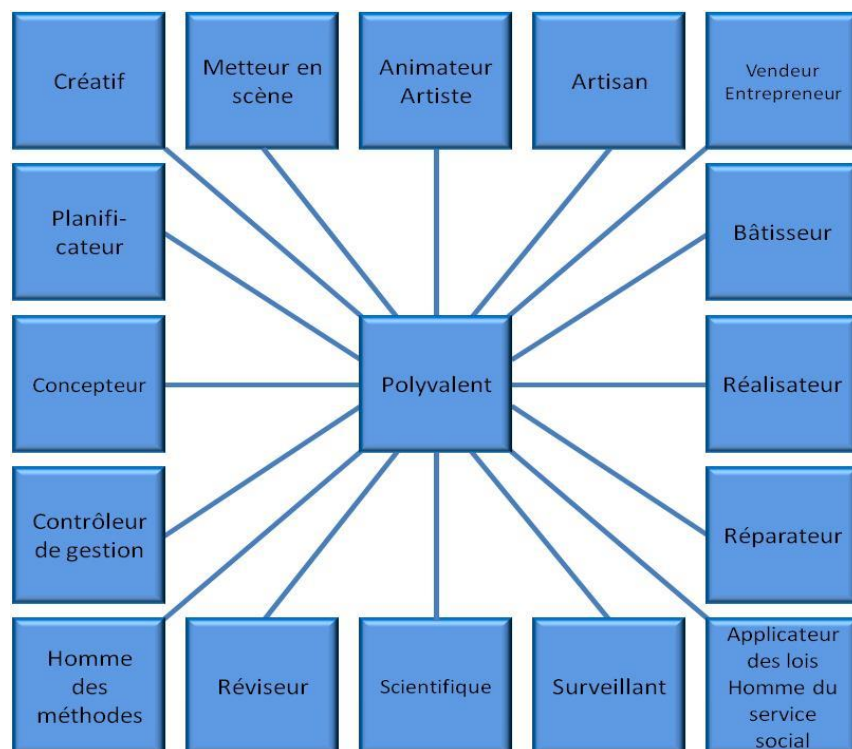 Créatif
Metteur en
scène
Animateur
Artiste
Artisan
Vendeur
Entrepreneur
Planifi-
cateur
Bâtisseur
Concepteur
Polyvalent
Réalisateur
Contrôleur
de gestion
Réparateur
Homme
des
méthodes
Réviseur
Scientifique
Surveillant
Applicateur
des lois
Homme du
service
social